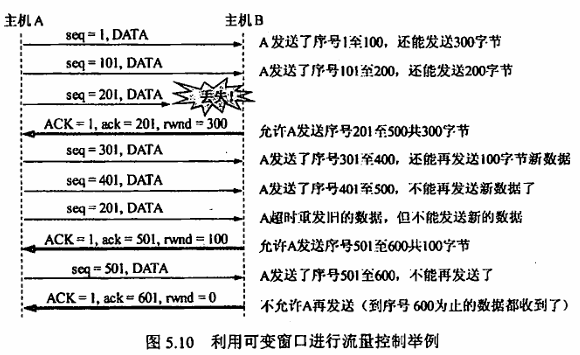 主机A 主机B
seq = 1, DATA A发送了序号1至100，还能发送300字节
seq = 101, DATA A发送了序号101至200，还能发送200字节
seq = 201, DATA 丢失！
ACK = 1, ack = 201, rwnd = 300 允许A发送序号201至500共300字节
seq = 301, DATA A发送了序号301至400，还能再发送100字节新数据
seq = 401, DATA A发送了序号401至500，不能再发送新数据了
seq = 201, DATA A超时重发旧的数据，但不能发送新的数据
ACK = 1, ack = 501, rwnd = 100 允许A发送序号501至600共100字节
seq = 501, DATA A发送了序号501至600，不能再发送了
ACK = 1, ack = 601, rwnd = 0 不允许A再发送（到序号600为止的数据都收到了）
图 5.10 利用可变窗口进行流量控制举例